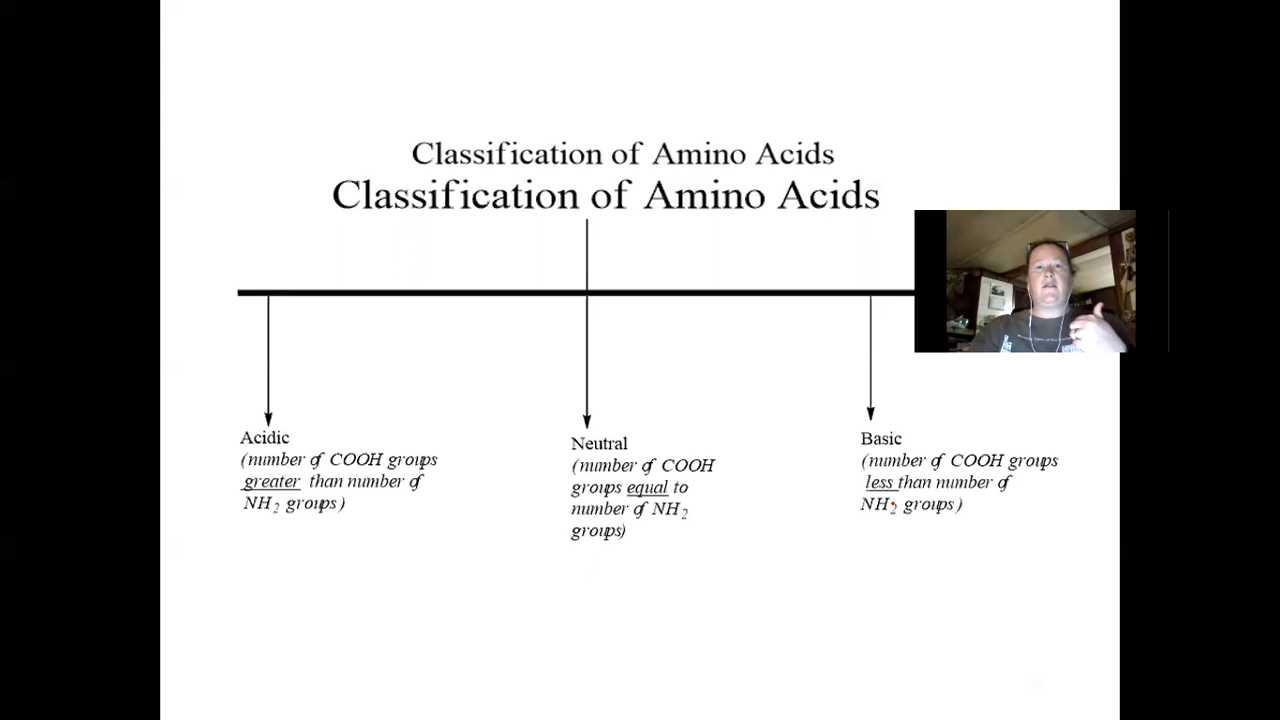 Classification of Amino Acids
Classification of Amino Acids
Acidic
(number of COOH groups
greater than number of
NH₂ groups)
Neutral
(number of COOH
groups equal to
number of NH₂
groups)
Basic
(number of COOH groups
less than number of
NH₂ groups)